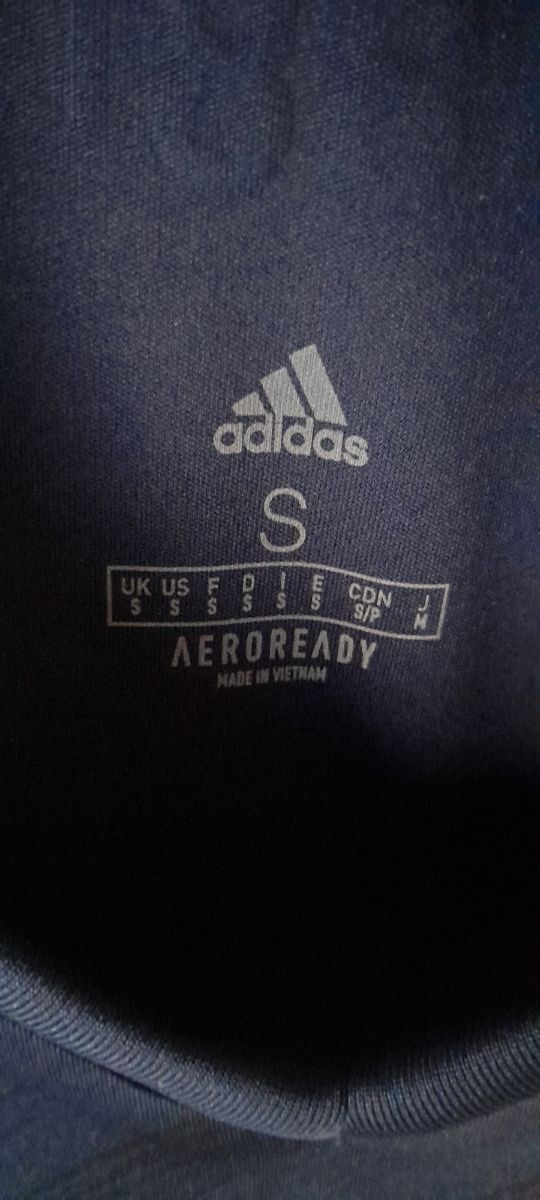 adidas
S
UK US F D I E CDN J
S S S S S S S/P M
AEROREADY
MADE IN VIETNAM